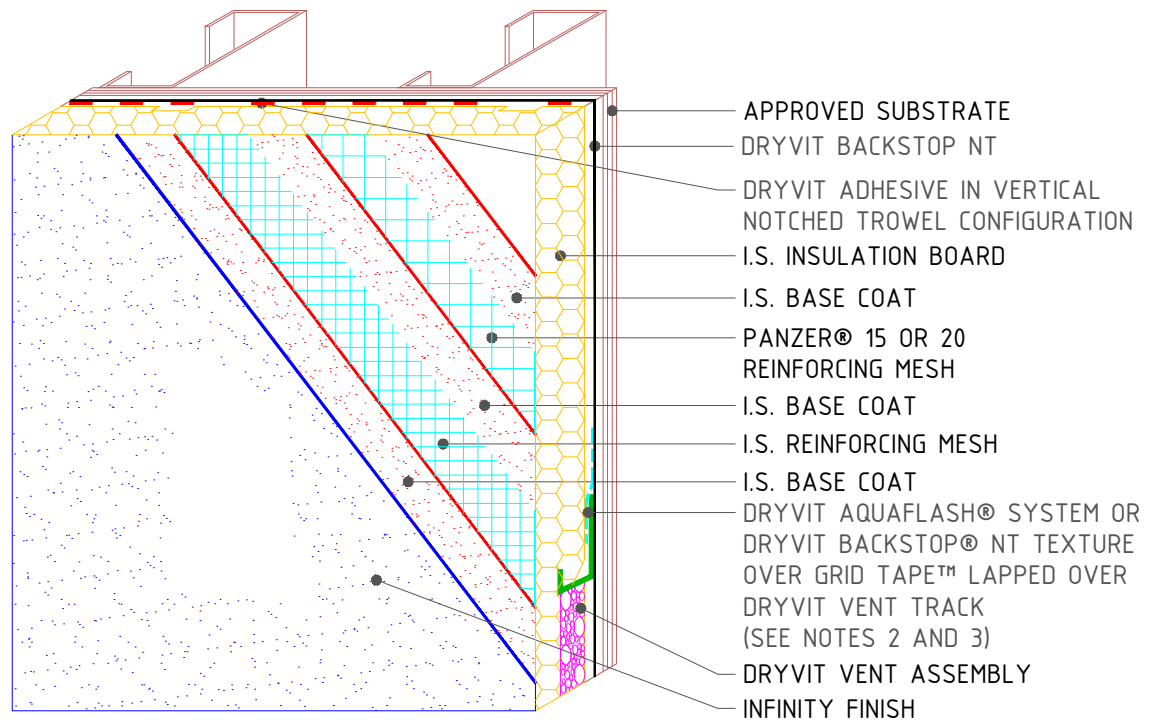 APPROVED SUBSTRATE
DRYVIT BACKSTOP NT
DRYVIT ADHESIVE IN VERTICAL
NOTCHED TROWEL CONFIGURATION
I.S. INSULATION BOARD
I.S. BASE COAT
PANZER® 15 OR 20
REINFORCING MESH
I.S. BASE COAT
I.S. REINFORCING MESH
I.S. BASE COAT
DRYVIT AQUAFLASH® SYSTEM OR
DRYVIT BACKSTOP® NT TEXTURE
OVER GRID TAPE™ LAPPED OVER
DRYVIT VENT TRACK
(SEE NOTES 2 AND 3)
DRYVIT VENT ASSEMBLY
INFINITY FINISH